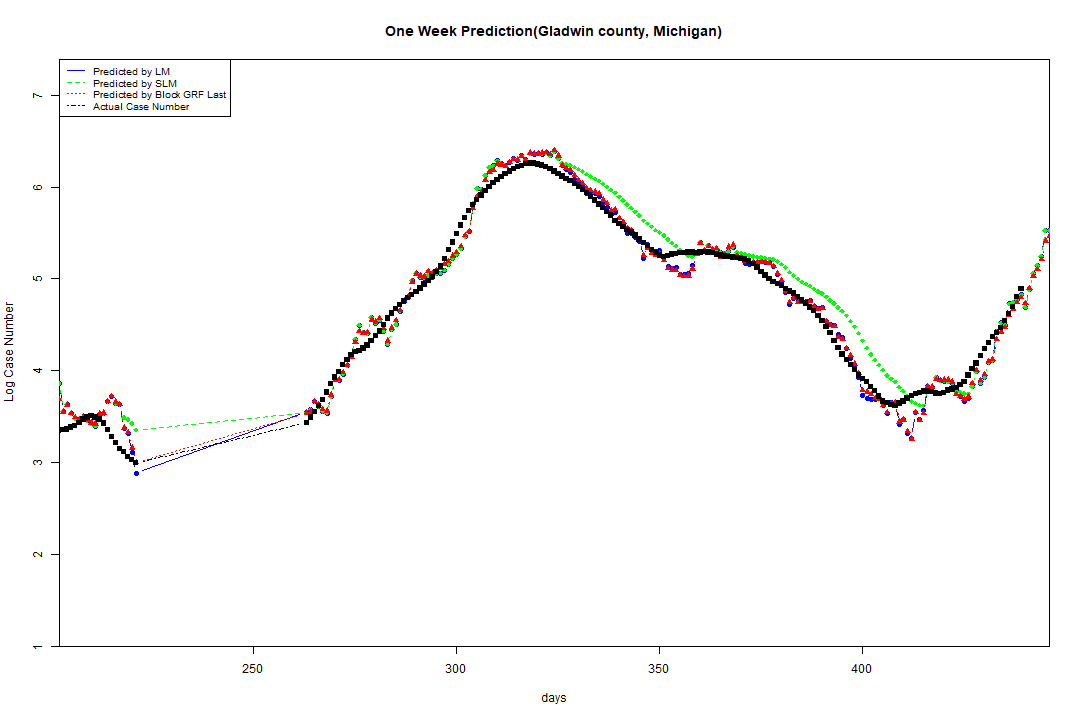 One Week Prediction(Gladwin county, Michigan)
Predicted by LM
Predicted by SLM
Predicted by Block GRF Last
Actual Case Number
7
6
5
4
3
2
1
Log Case Number
250 300 350 400
days